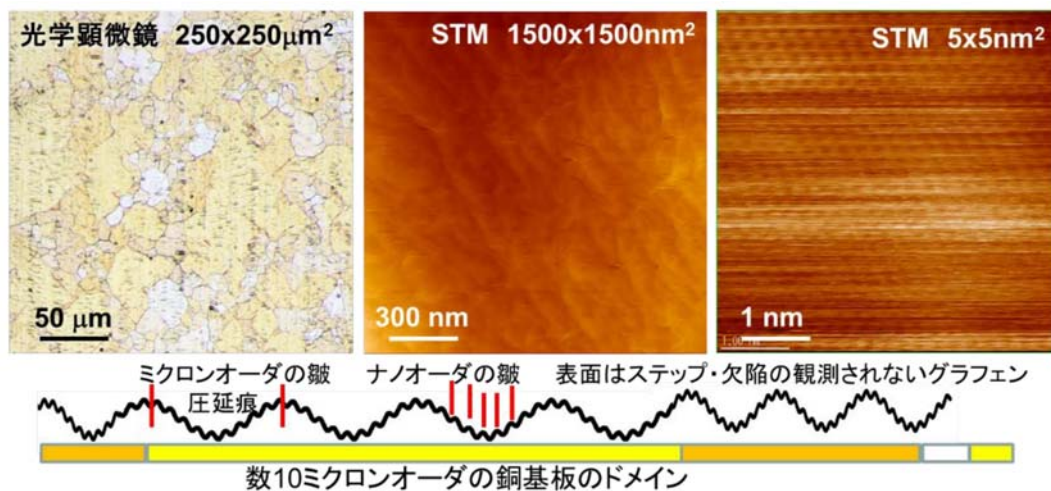 光学顕微鏡 250x250μm²
STM 1500x1500nm²
STM 5x5nm²
50 μm
300 nm
1 nm
1.00 nm
ミクロンオーダの皺
ナノオーダの皺
表面はステップ・欠陥の観測されないグラフェン
圧延痕
数10ミクロンオーダの銅基板のドメイン